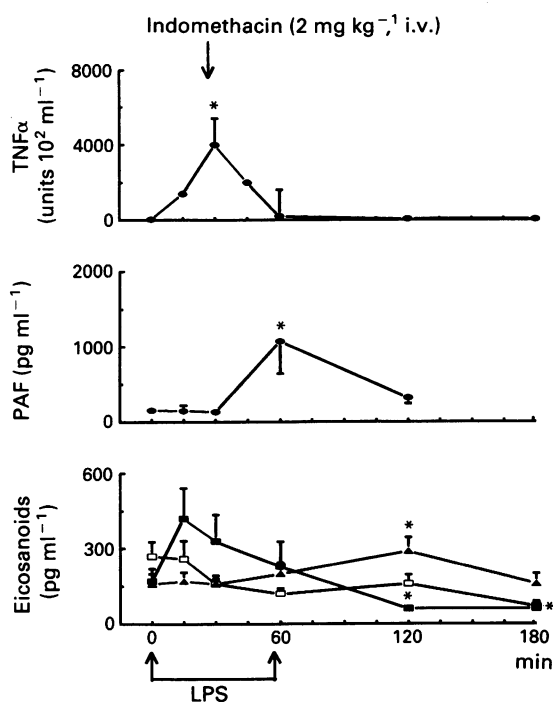 Indomethacin (2 mg kg⁻,¹ i.v.)
TNFα
(units 10² ml⁻¹)
8000
4000
0
*
PAF (pg ml⁻¹)
2000
1000
0
*
Eicosanoids
(pg ml⁻¹)
600
300
0
*
*
*
0 60 120 180
min
LPS